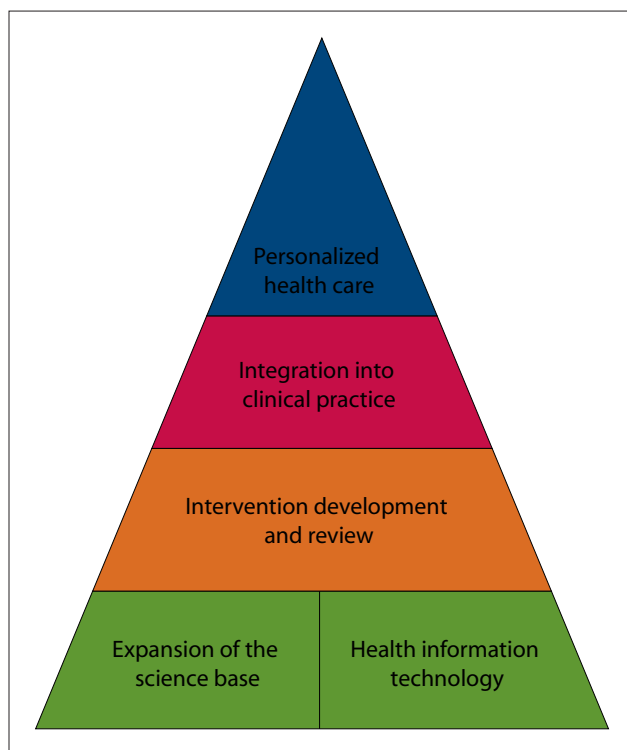 Personalized
health care
Integration into
clinical practice
Intervention development
and review
Expansion of the
science base
Health information
technology